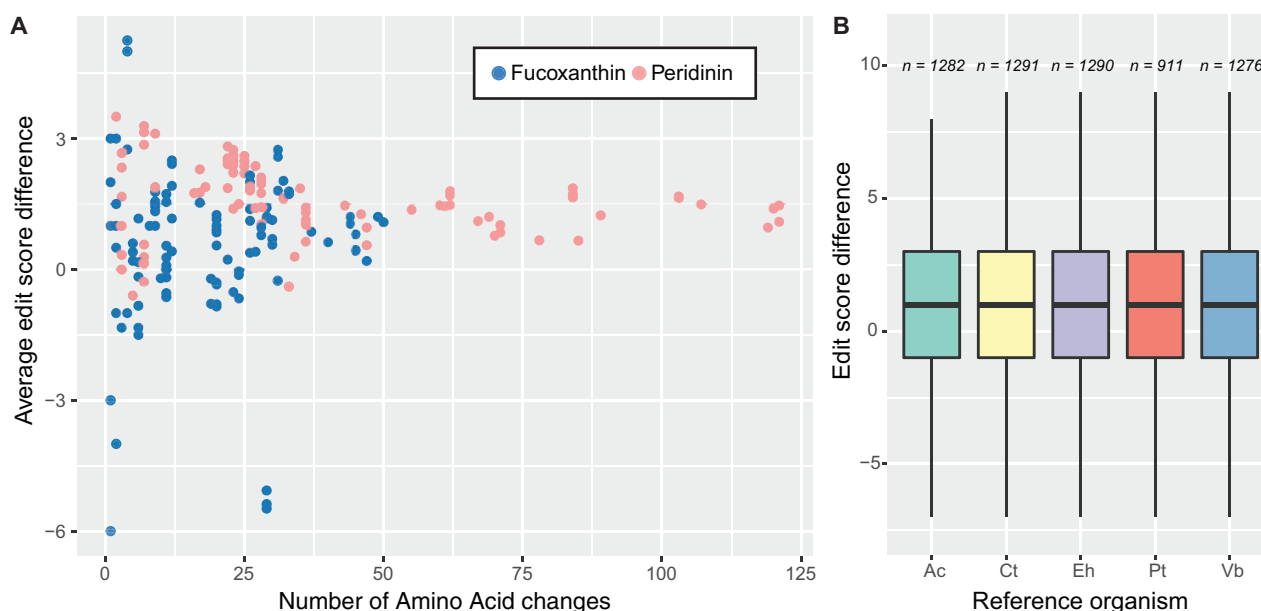 A
Fucoxanthin Peridinin
Average edit score difference
3
0
−3
−6
0 25 50 75 100 125
Number of Amino Acid changes
B
n = 1282 n = 1291 n = 1290 n = 911 n = 1276
Edit score difference
10
5
0
−5
Ac Ct Eh Pt Vb
Reference organism